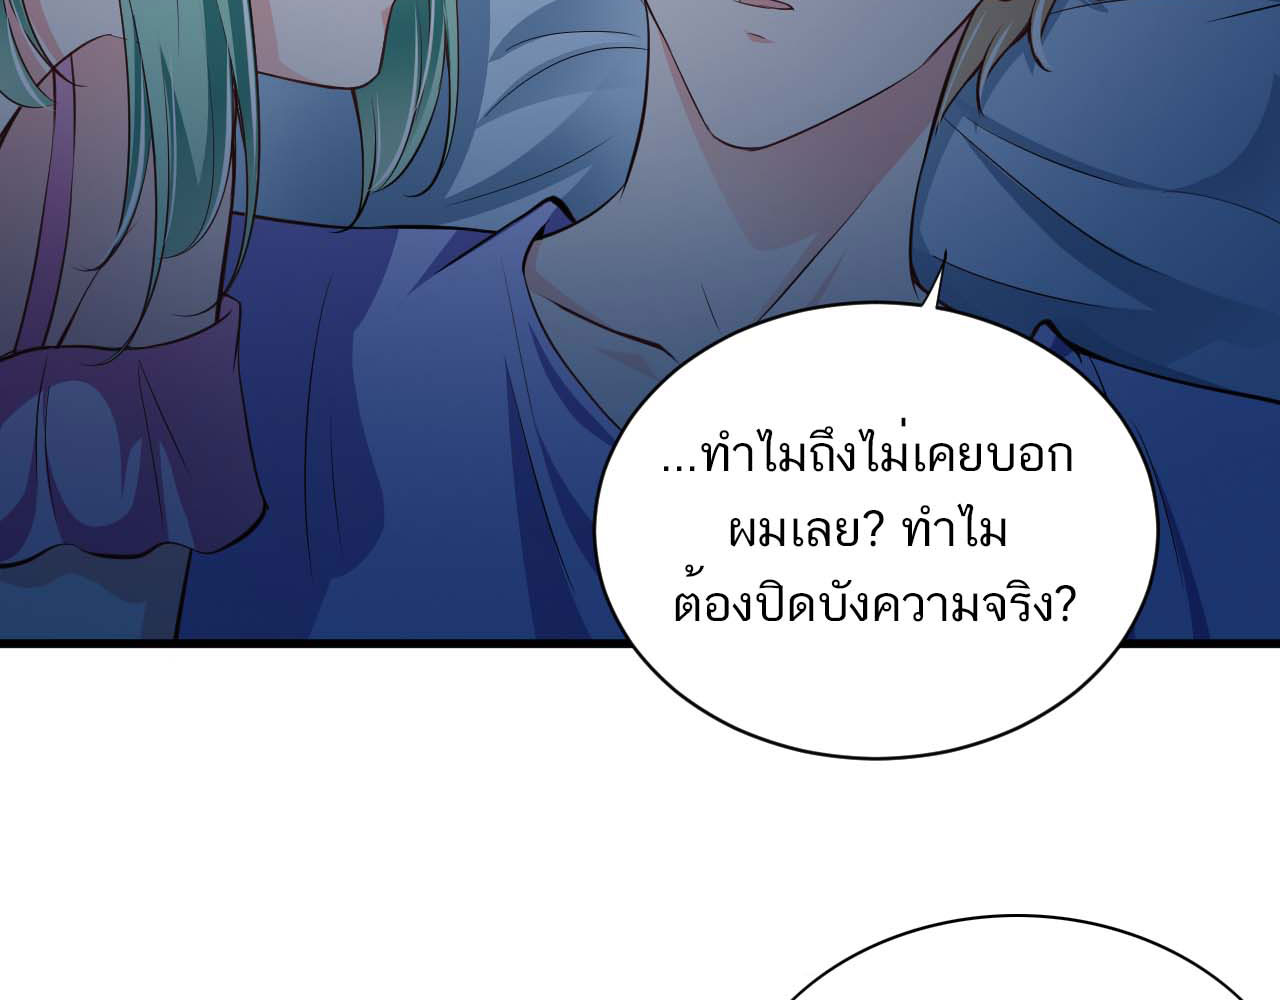 ...ทำไมถึงไม่เคยบอก
ผมเลย? ทำไม
ต้องปิดบังความจริง?